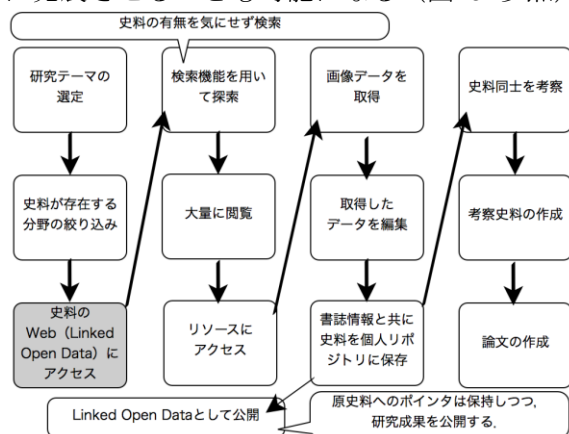 史料の有無を気にせず検索
研究テーマの
選定
史料が存在する
分野の絞り込み
史料の
Web（Linked
Open Data）に
アクセス
検索機能を用い
て探索
大量に閲覧
リソースに
アクセス
画像データを
取得
取得した
データを編集
書誌情報と共に
史料を個人リポ
ジトリに保存
史料同士を考察
考察史料の作成
論文の作成
Linked Open Dataとして公開
原史料へのポインタは保持しつつ，
研究成果を公開する．